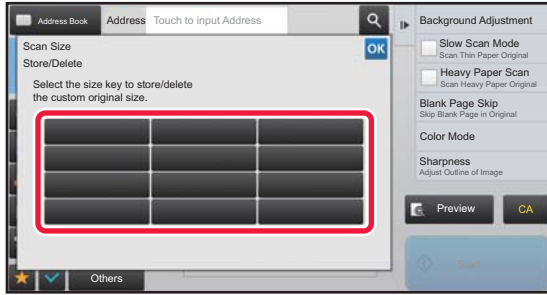 Address Book
Address
Touch to input Address
Scan Size
OK
Store/Delete
Select the size key to store/delete
the custom original size.
Others
Background Adjustment
Slow Scan Mode
Scan Thin Paper Original
Heavy Paper Scan
Scan Heavy Paper Original
Blank Page Skip
Skip Blank Page in Original
Color Mode
Sharpness
Adjust Outline of Image
Preview
CA
Start